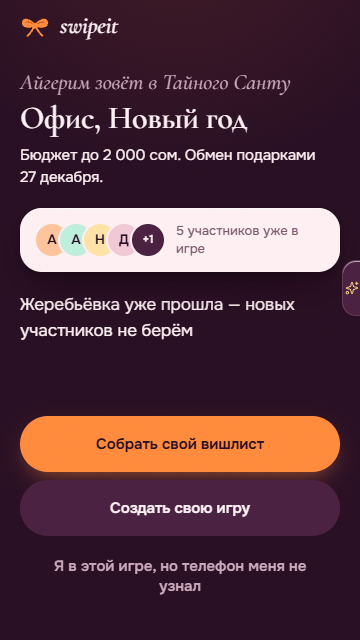 swipeit
Айгерим зовёт в Тайного Санту
Офис, Новый год
Бюджет до 2 000 сом. Обмен подарками
27 декабря.
А А Н Д +1
5 участников уже в
игре
Жеребьёвка уже прошла — новых
участников не берём
Собрать свой вишлист
Создать свою игру
Я в этой игре, но телефон меня не
узнал